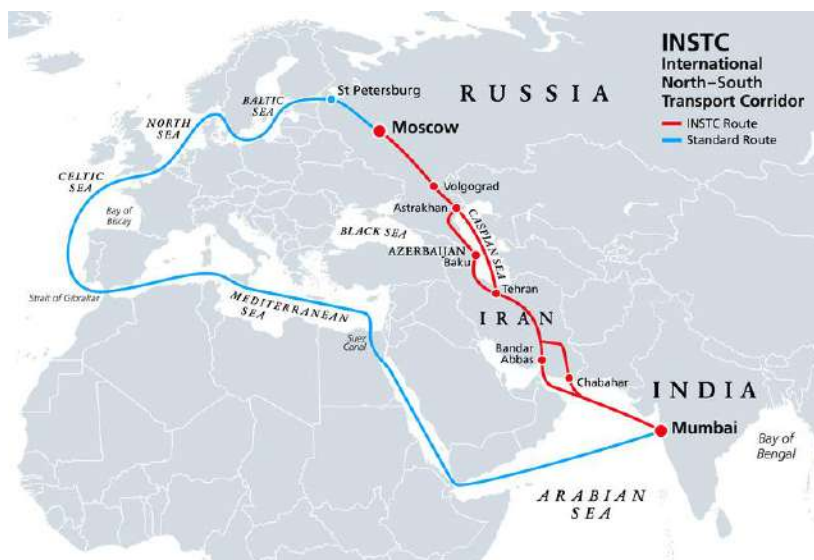 INSTC
International
North–South
Transport Corridor
INSTC Route
Standard Route
RUSSIA
St Petersburg
BALTIC
SEA
NORTH
SEA
Moscow
CELTIC
SEA
Volgograd
Bay of
Biscay
Astrakhan
CASPIAN SEA
BLACK SEA
AZERBAIJAN
Baku
Tehran
Strait of Gibraltar
MEDITERRANEAN
SEA
IRAN
Suez
Canal
Bandar
Abbas
Chabahar
INDIA
Mumbai
Bay of
Bengal
ARABIAN
SEA